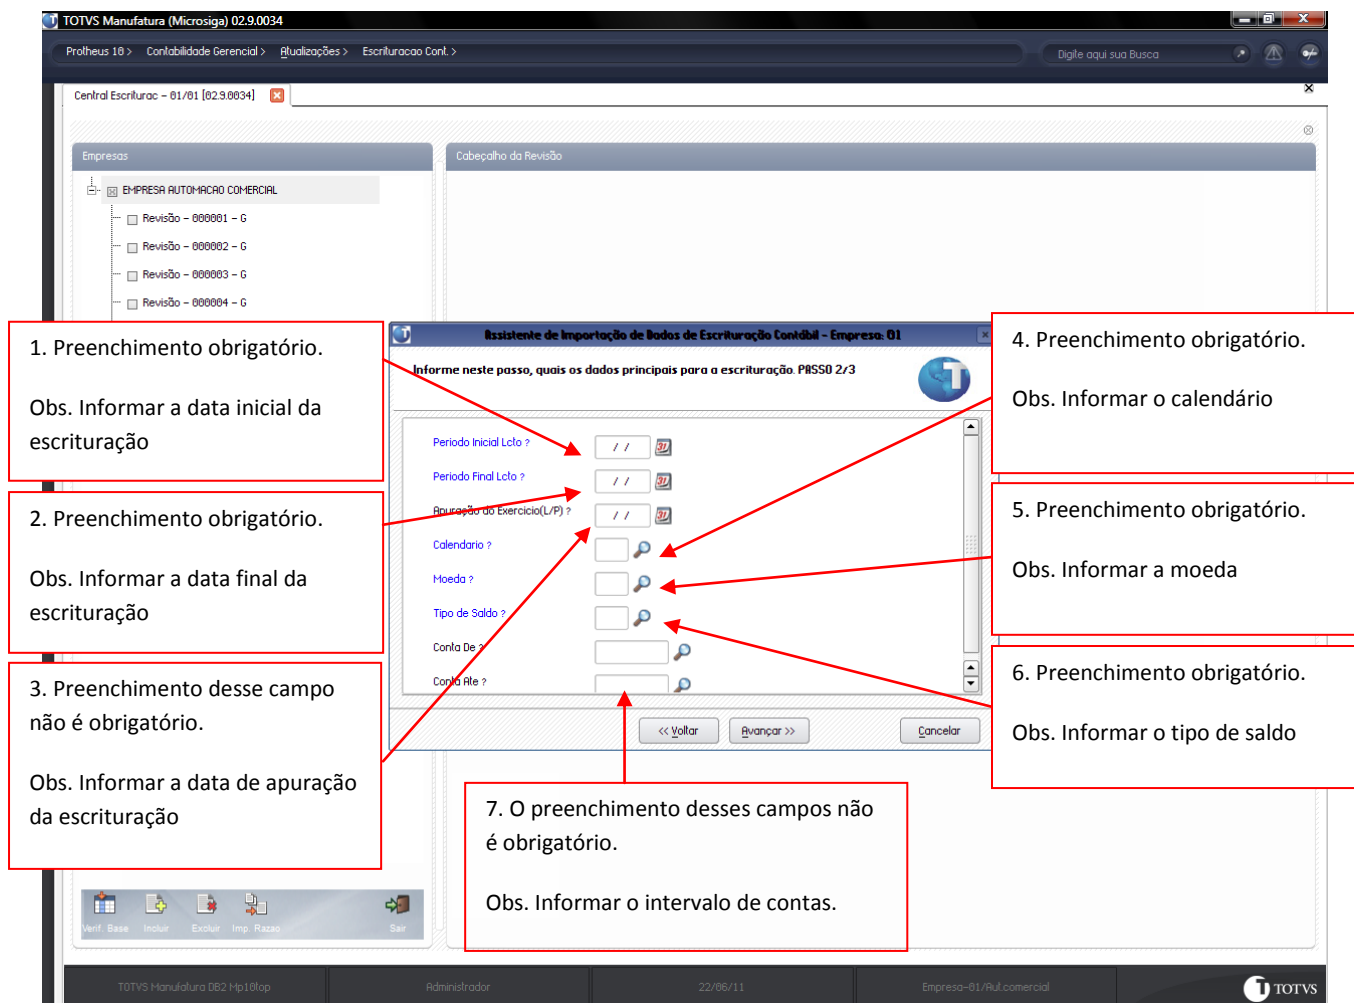 TOTVS Manufatura (Microsiga) 02.9.0034
Protheus 10 > Contabilidade Gerencial > Atualizações > Escrituracao Cont. >
Digite aqui sua Busca
Central Escriturac - 01/01 [02.9.0034]
Empresas
Cabeçalho da Revisão
EMPRESA AUTOMACAO COMERCIAL
Revisão - 000001 - G
Revisão - 000002 - G
Revisão - 000003 - G
Revisão - 000004 - G
1. Preenchimento obrigatório.
Obs. Informar a data inicial da
escrituração
2. Preenchimento obrigatório.
Obs. Informar a data final da
escrituração
3. Preenchimento desse campo
não é obrigatório.
Obs. Informar a data de apuração
da escrituração
Assistente de Importação de Dados de Escrituração Contábil - Empresa: 01
Informe neste passo, quais os dados principais para a escrituração. PASSO 2/3
Periodo Inicial Lcto ?
/ /
31
Periodo Final Lcto ?
/ /
31
Apuração do Exercicio(L/P) ?
/ /
31
Calendario ?
Moeda ?
Tipo de Saldo ?
Conta De ?
Conta Ate ?
<< Voltar
Avançar >>
Cancelar
4. Preenchimento obrigatório.
Obs. Informar o calendário
5. Preenchimento obrigatório.
Obs. Informar a moeda
6. Preenchimento obrigatório.
Obs. Informar o tipo de saldo
7. O preenchimento desses campos não
é obrigatório.
Obs. Informar o intervalo de contas.
Verif. Base
Incluir
Excluir
Imp. Razao
Sair
TOTVS Manufatura DB2 Mp10top
Administrador
22/06/11
Empresa-01/Aut.comercial
TOTVS